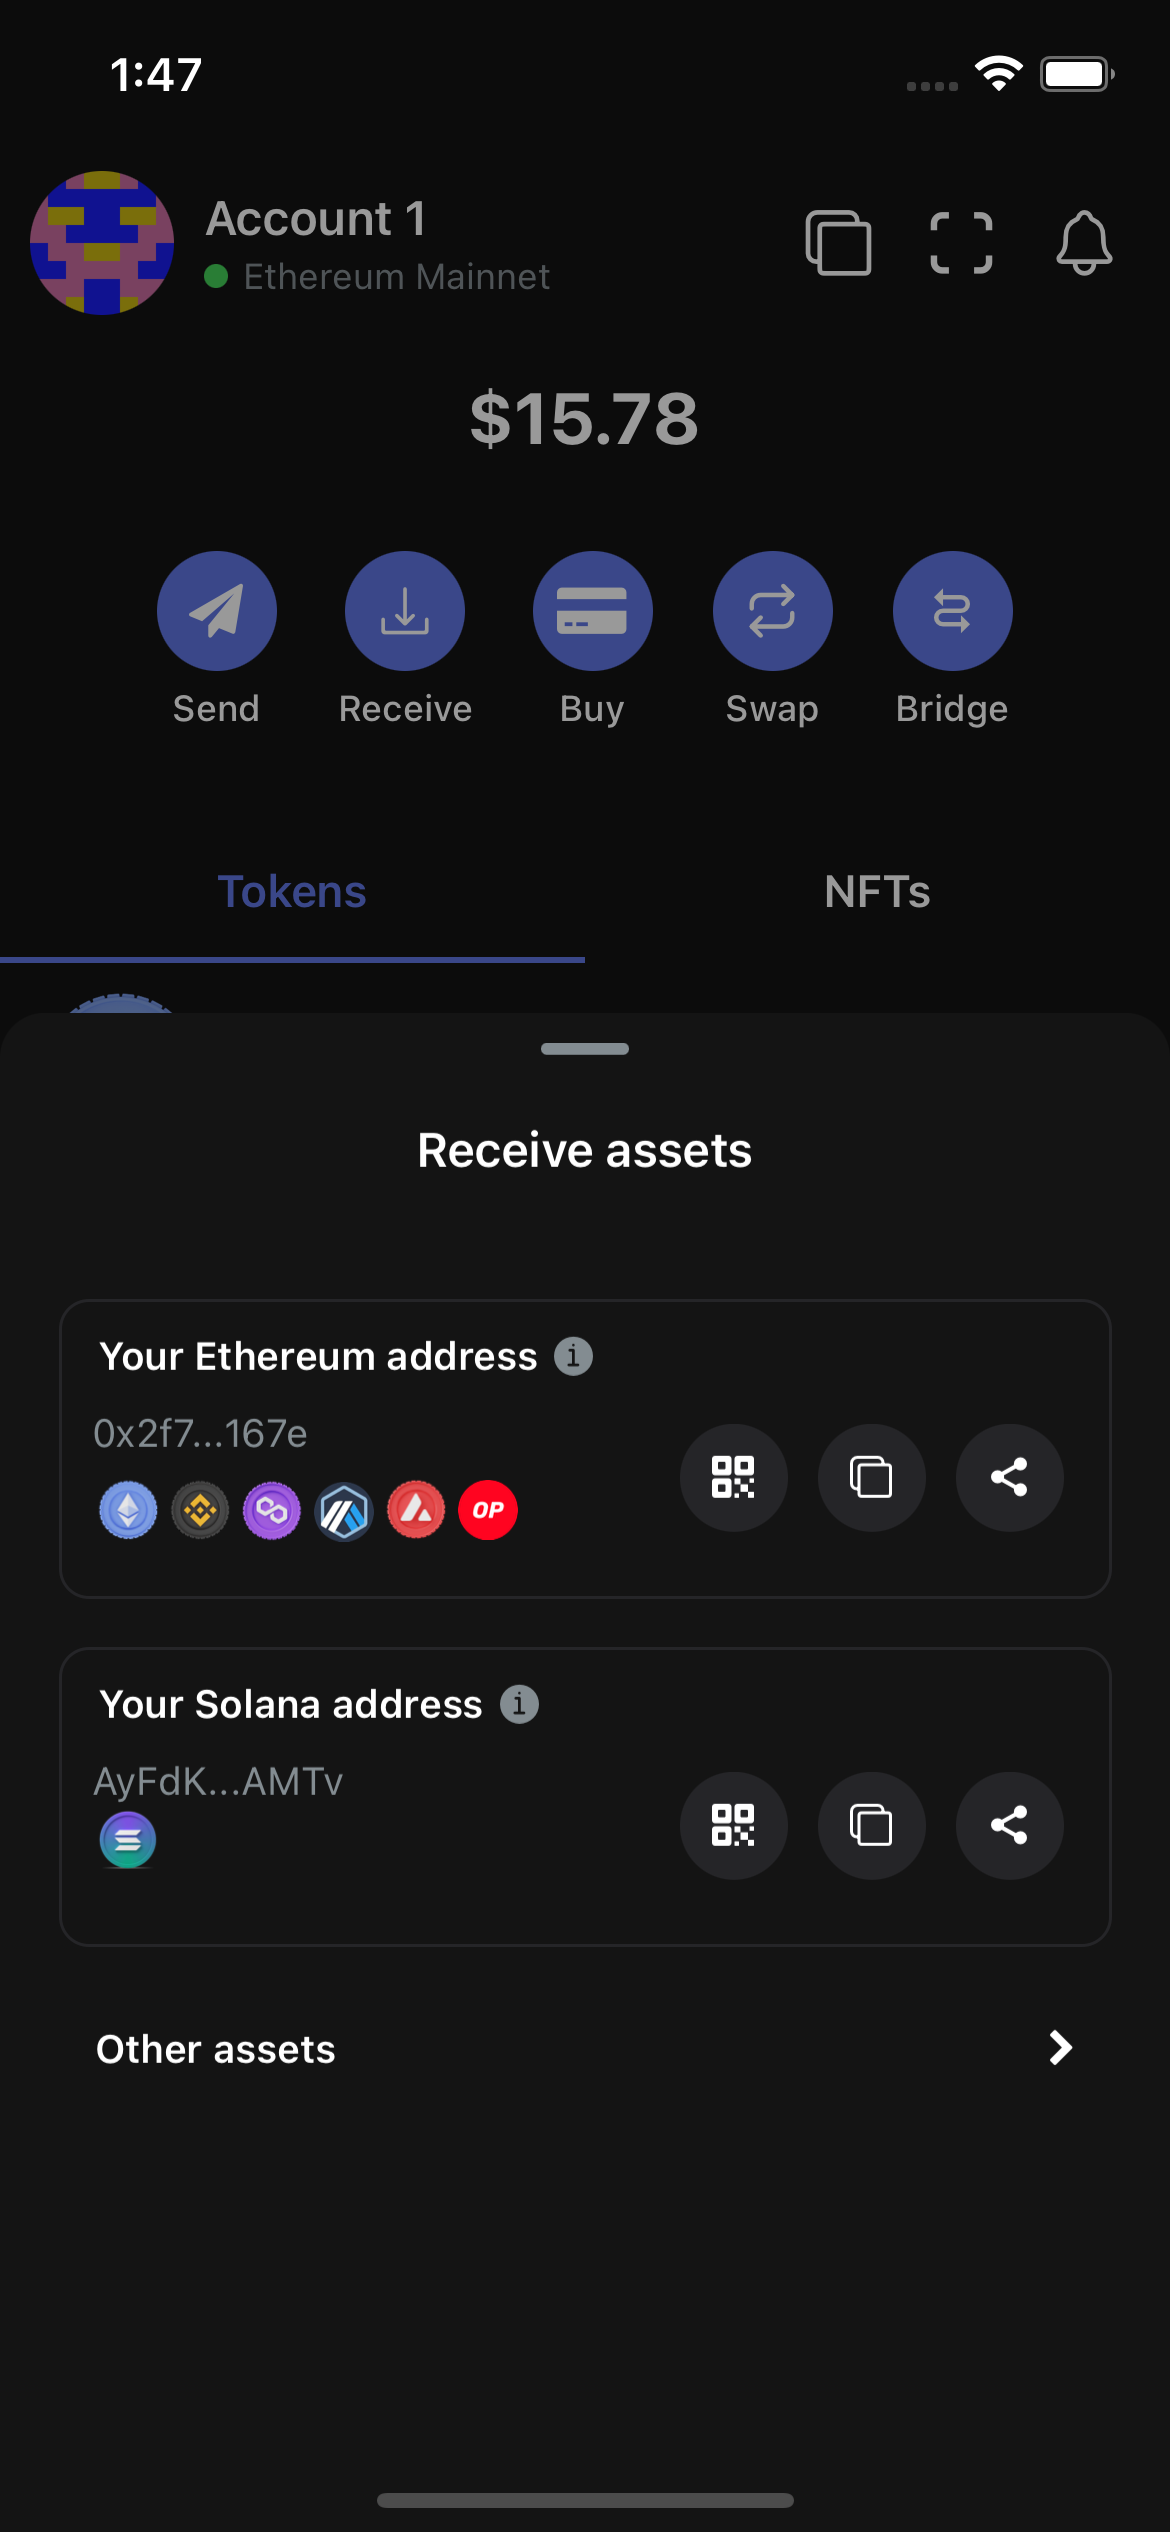 1:47
Account 1
Ethereum Mainnet
$15.78
Send
Receive
Buy
Swap
Bridge
Tokens
NFTs
Receive assets
Your Ethereum address
0x2f7...167e
OP
Your Solana address
AyFdK...AMTv
Other assets